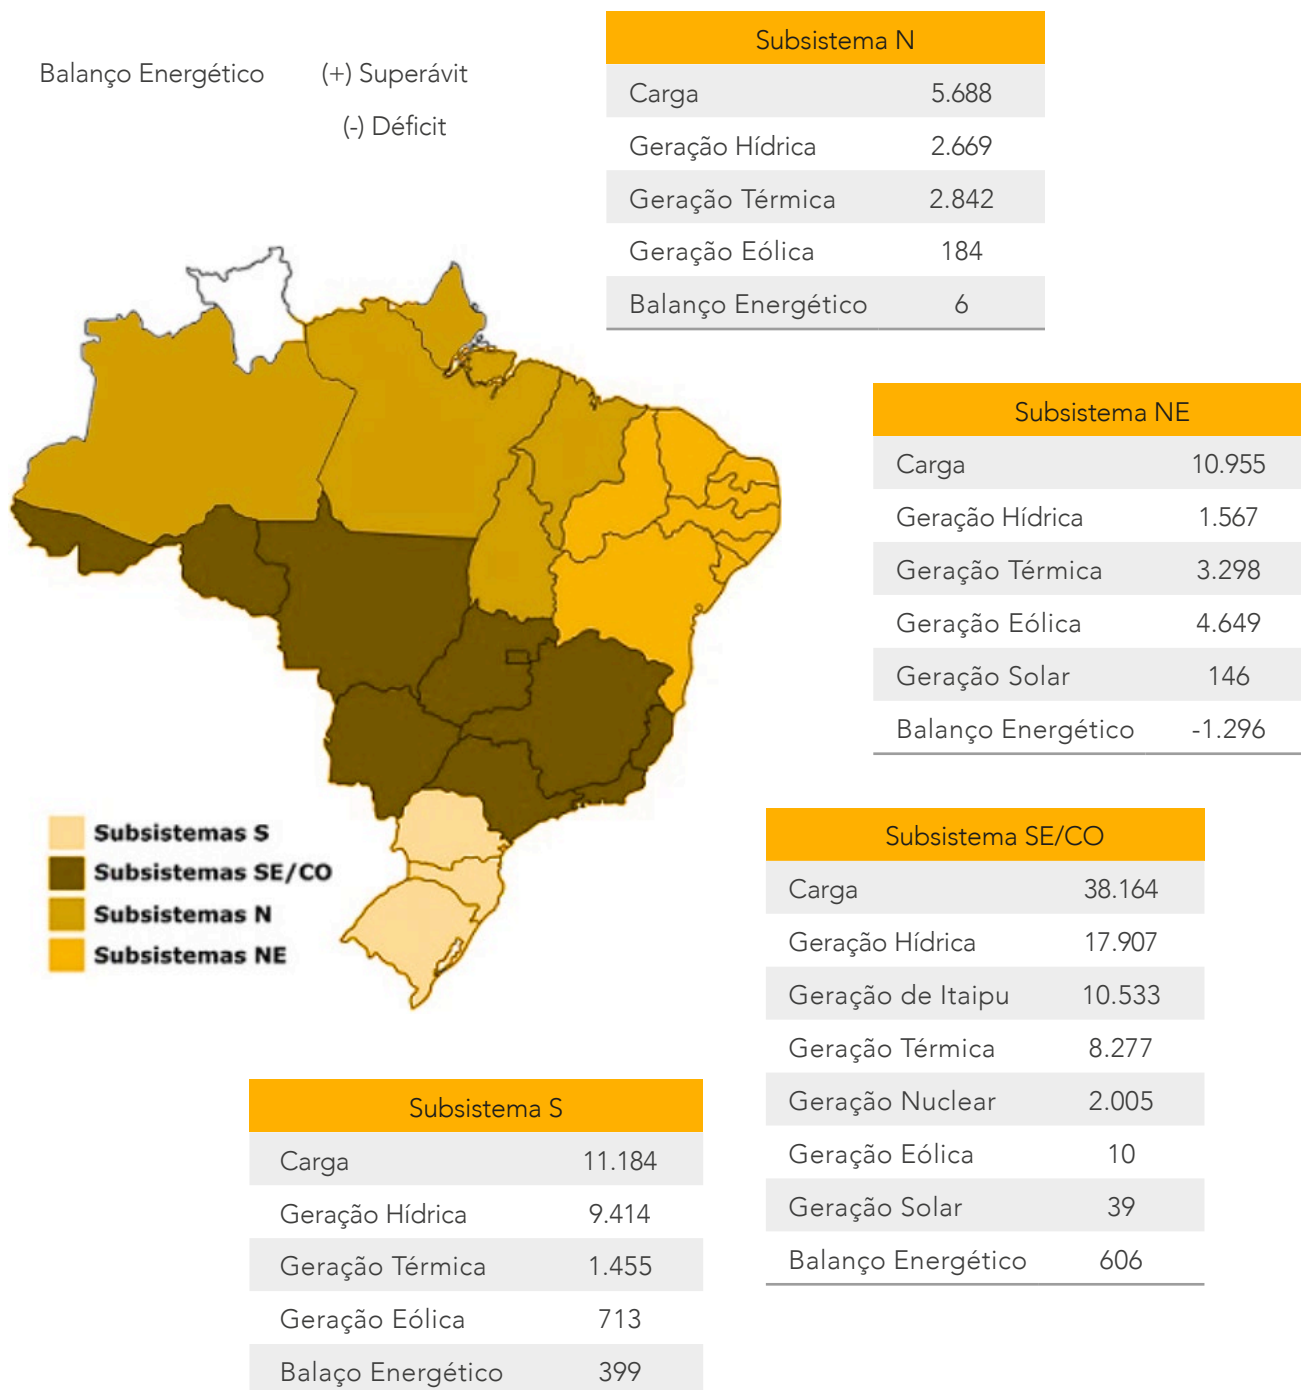 Balanço Energético (+) Superávit
(-) Déficit
Subsistema N
Carga 5.688
Geração Hídrica 2.669
Geração Térmica 2.842
Geração Eólica 184
Balanço Energético 6
Subsistema NE
Carga 10.955
Geração Hídrica 1.567
Geração Térmica 3.298
Geração Eólica 4.649
Geração Solar 146
Balanço Energético -1.296
Subsistemas S
Subsistemas SE/CO
Subsistemas N
Subsistemas NE
Subsistema SE/CO
Carga 38.164
Geração Hídrica 17.907
Geração de Itaipu 10.533
Geração Térmica 8.277
Geração Nuclear 2.005
Geração Eólica 10
Geração Solar 39
Balanço Energético 606
Subsistema S
Carga 11.184
Geração Hídrica 9.414
Geração Térmica 1.455
Geração Eólica 713
Balaço Energético 399